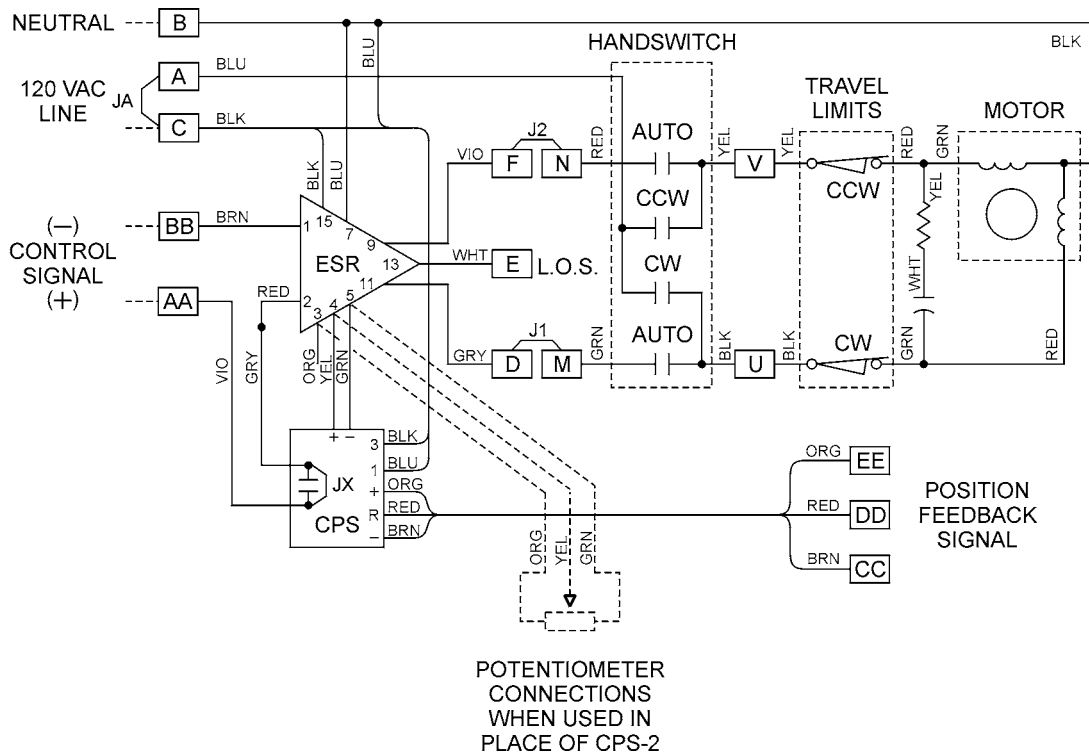 NEUTRAL
B
BLK
120 VAC
LINE
JA
A
BLU
C
BLK
BLU
BLK
BLU
HANDSWITCH
AUTO
CCW
CW
AUTO
TRAVEL
LIMITS
CCW
CW
MOTOR
(—)
CONTROL
SIGNAL
(+)
BB
BRN
AA
VIO
GRY
RED
ESR
1
15
7
9
13
11
2
3
4
5
VIO
J2
F
N
RED
YEL
V
YEL
RED
GRN
YEL
WHT
GRN
RED
WHT
E
L.O.S.
GRY
J1
D
M
GRN
BLK
U
BLK
ORG
YEL
GRN
+
−
JX
CPS
3
BLK
1
BLU
+
ORG
R
RED
−
BRN
ORG
EE
RED
DD
BRN
CC
POSITION
FEEDBACK
SIGNAL
ORG
YEL
GRN
POTENTIOMETER
CONNECTIONS
WHEN USED IN
PLACE OF CPS-2